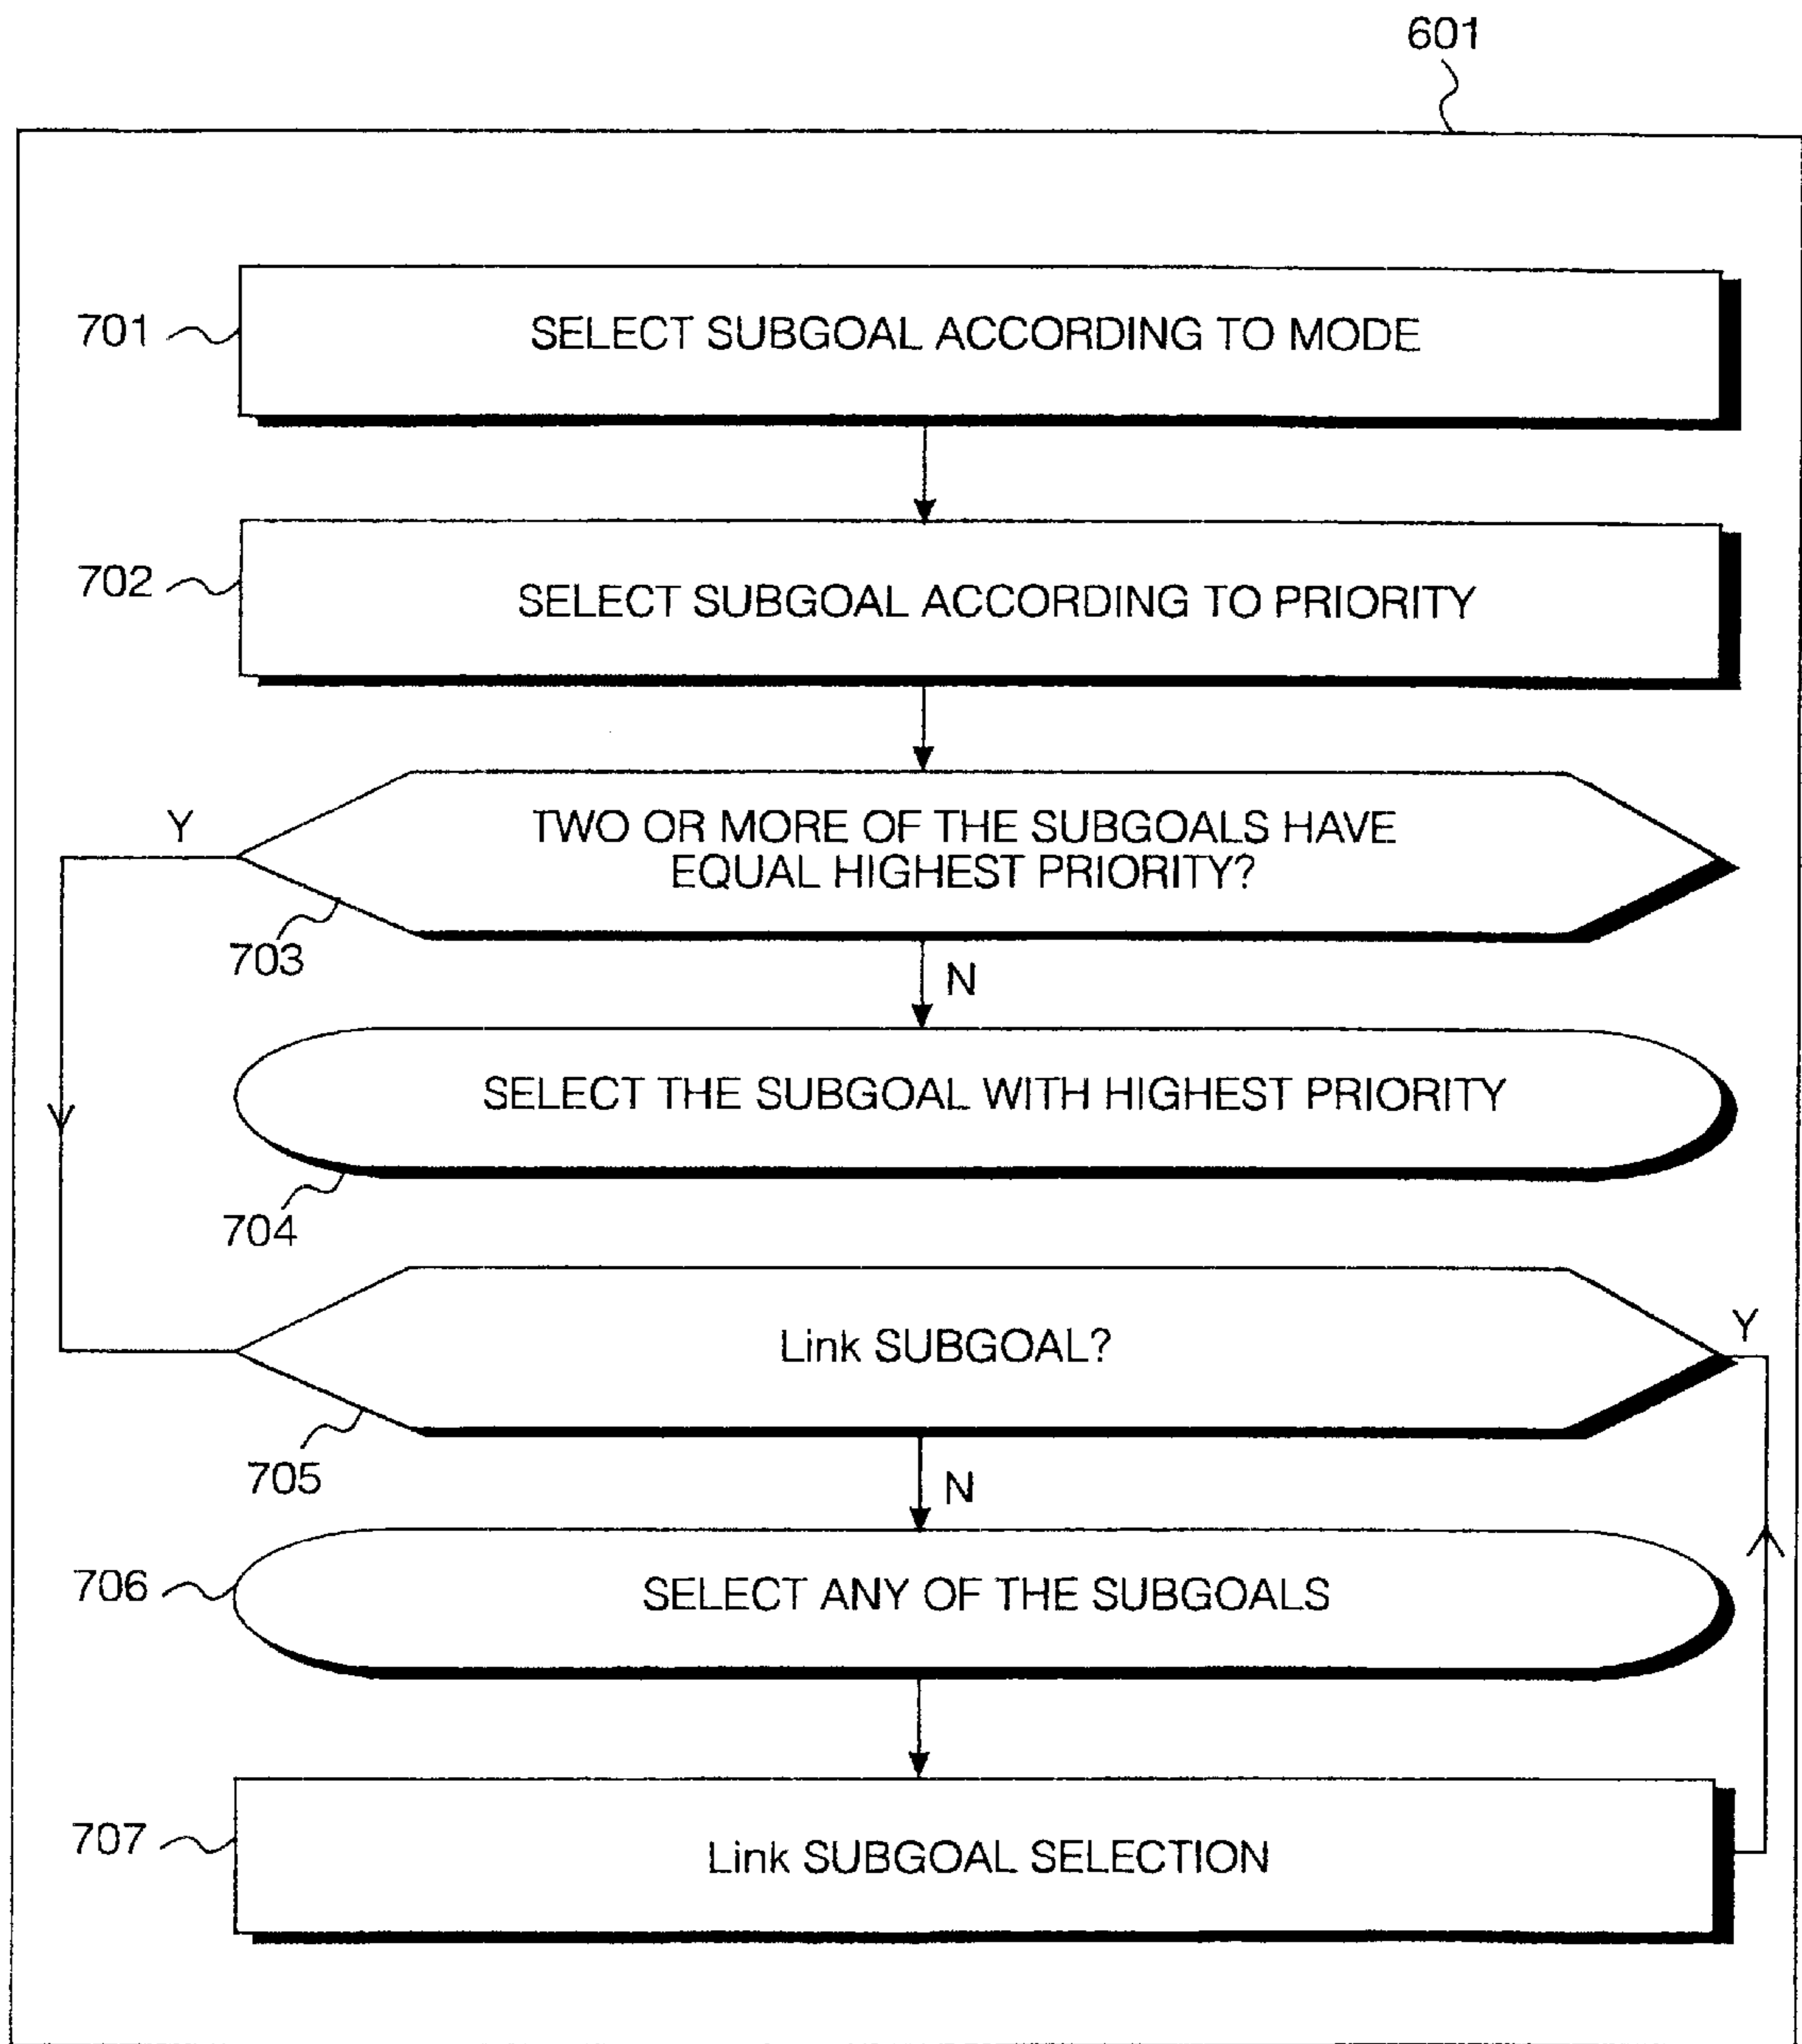 601
701
SELECT SUBGOAL ACCORDING TO MODE
702
SELECT SUBGOAL ACCORDING TO PRIORITY
Y
TWO OR MORE OF THE SUBGOALS HAVE
EQUAL HIGHEST PRIORITY?
703
N
SELECT THE SUBGOAL WITH HIGHEST PRIORITY
704
Link SUBGOAL?
Y
705
N
706
SELECT ANY OF THE SUBGOALS
707
Link SUBGOAL SELECTION